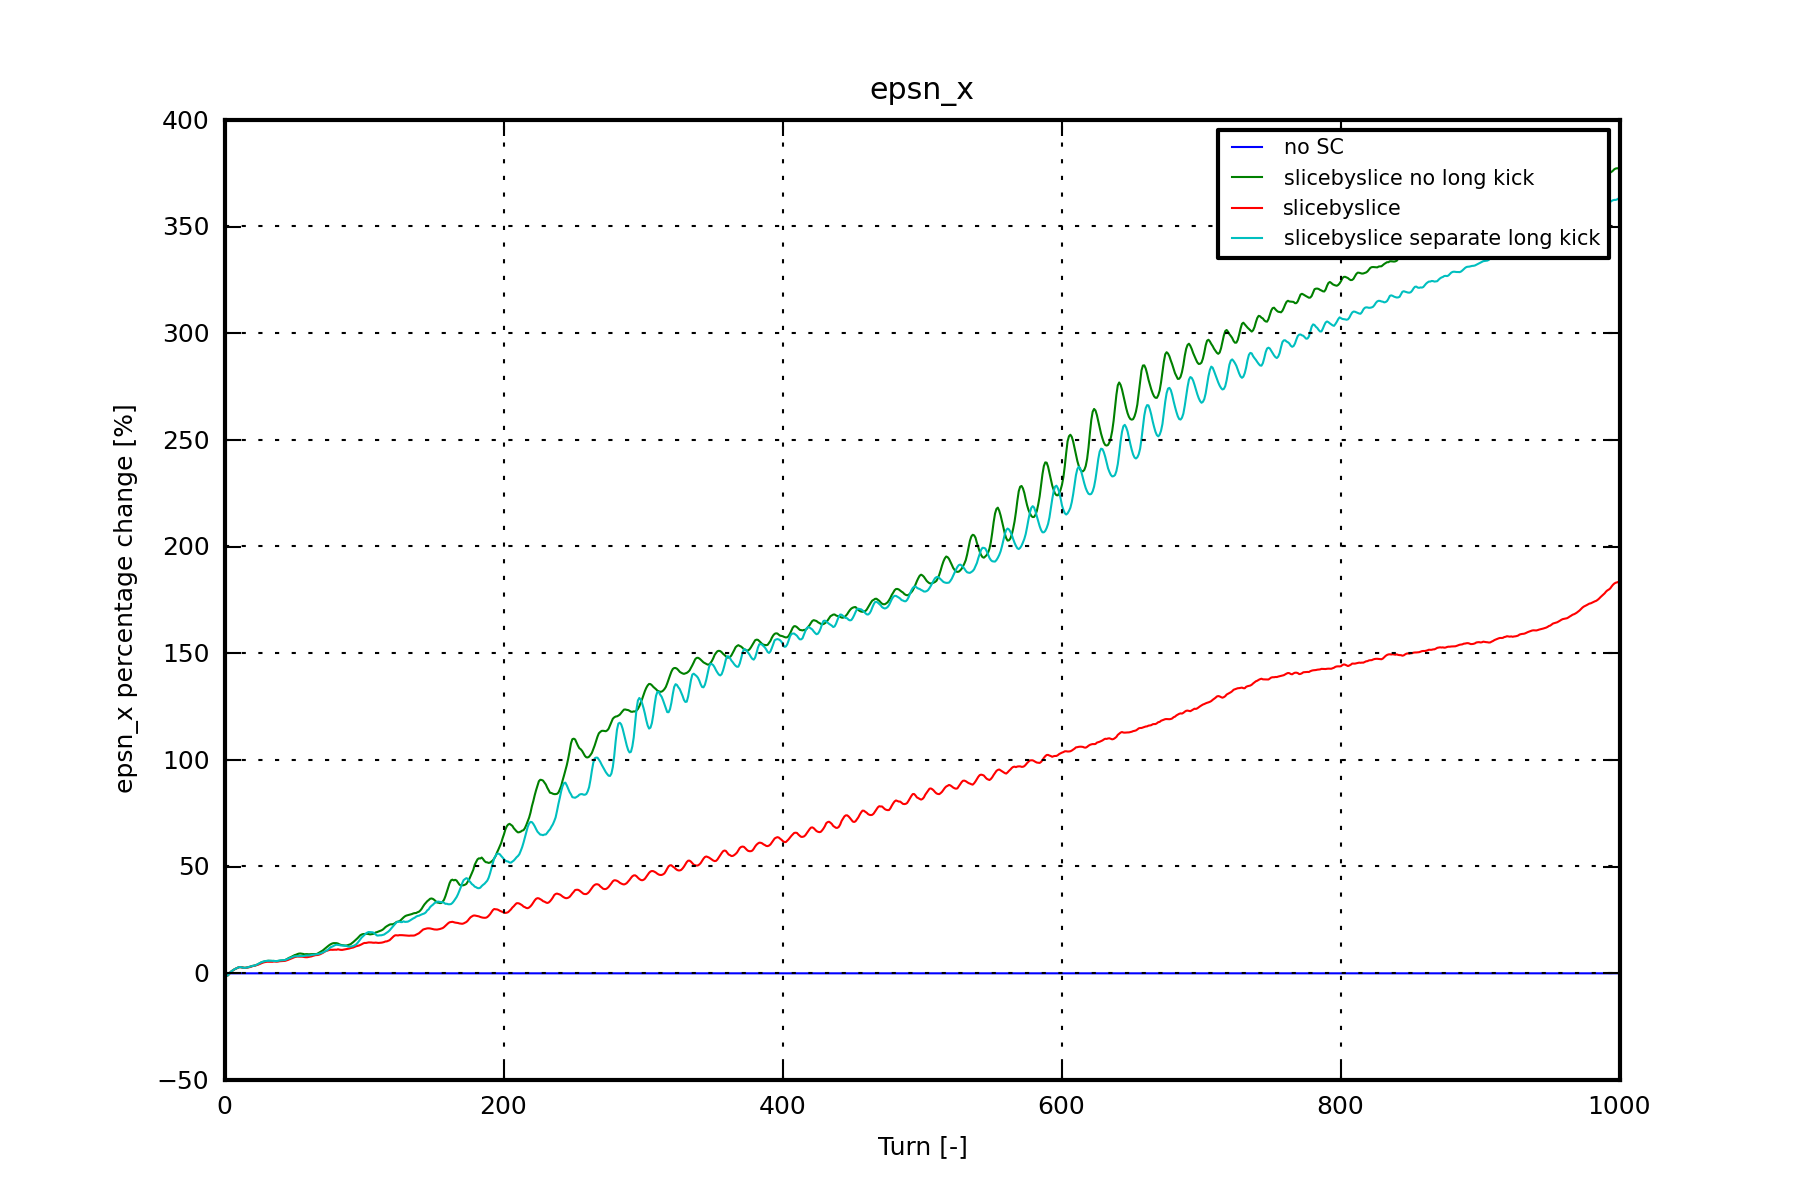 epsn_x
400
350
300
250
200
150
100
50
0
−50
epsn_x percentage change [%]
no SC
slicebyslice no long kick
slicebyslice
slicebyslice separate long kick
0 200 400 600 800 1000
Turn [-]